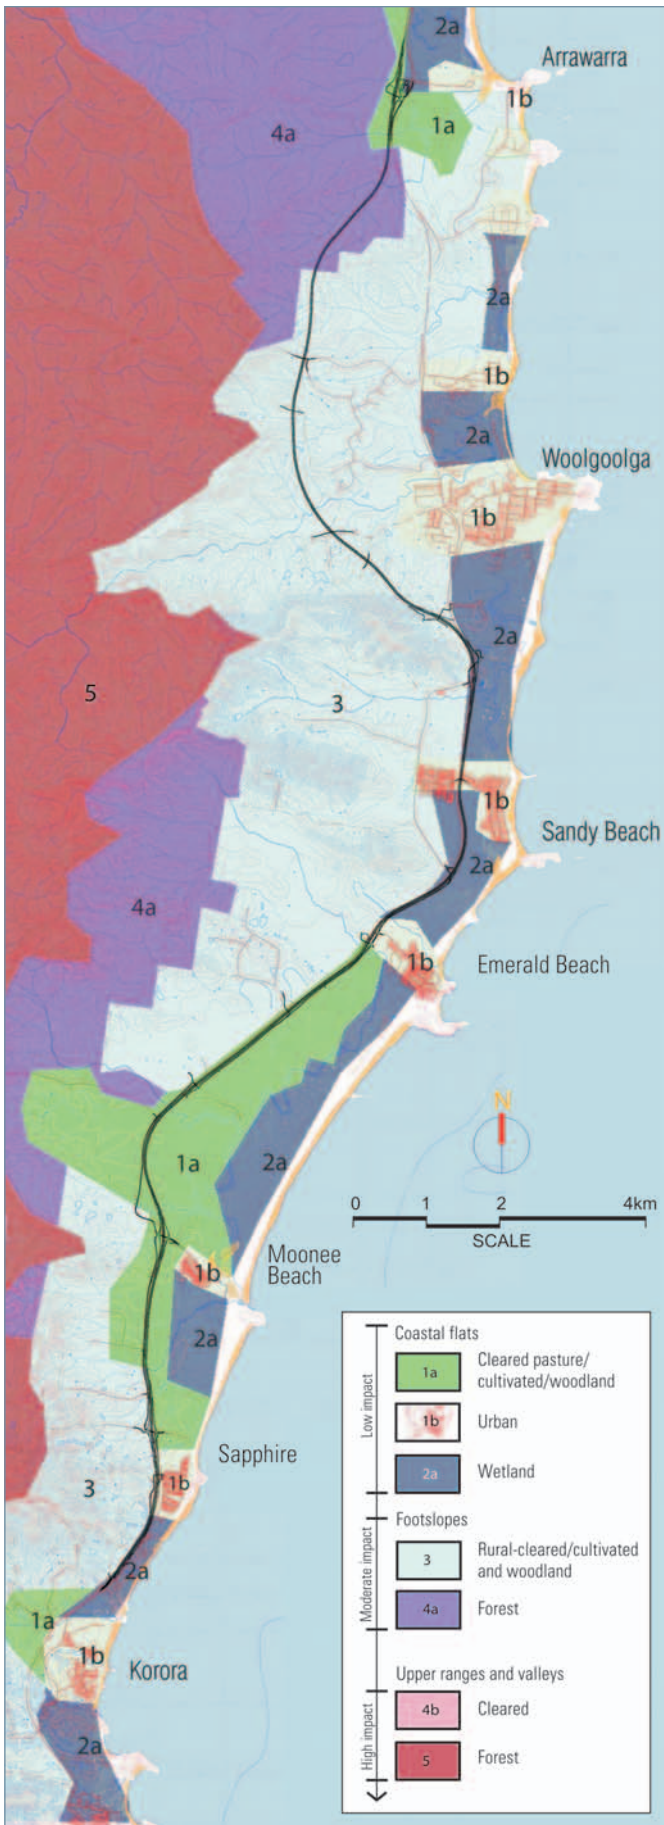 2a
Arrawarra
1b
1a
4a
2a
1b
2a
Woolgoolga
1b
2a
5
3
1b
Sandy Beach
2a
4a
1b
Emerald Beach
N
1a
2a
0 1 2 4km
SCALE
Moonee
Beach
1b
2a
Sapphire
1b
3
2a
1a
1b
Korora
2a
Low impact
Coastal flats
1a
Cleared pasture/
cultivated/woodland
1b
Urban
2a
Wetland
Moderate impact
Footslopes
3
Rural-cleared/cultivated
and woodland
4a
Forest
High impact
Upper ranges and valleys
4b
Cleared
5
Forest